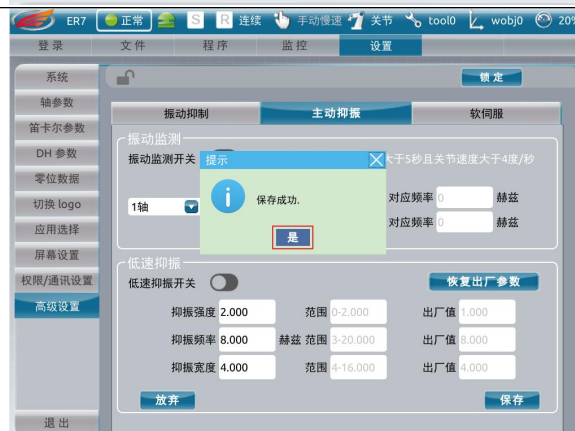 ER7 正常 S R 连续 手动慢速 关节 tool0 wobj0 20%
登录 文件 程序 监控 设置
系统
轴参数
笛卡尔参数
DH 参数
零位数据
切换 logo
应用选择
屏幕设置
权限/通讯设置
高级设置
退出
锁定
振动抑制 主动抑振 软伺服
振动监测
振动监测开关 大于5秒且关节速度大于4度/秒
提示
保存成功.
是
1轴 对应频率 0 赫兹
对应频率 0 赫兹
低速抑振
低速抑振开关 恢复出厂参数
抑振强度 2.000 范围 0-2.000 出厂值 1.000
抑振频率 8.000 赫兹 范围 3-20.000 出厂值 8.000
抑振宽度 4.000 范围 4-16.000 出厂值 4.000
放弃 保存